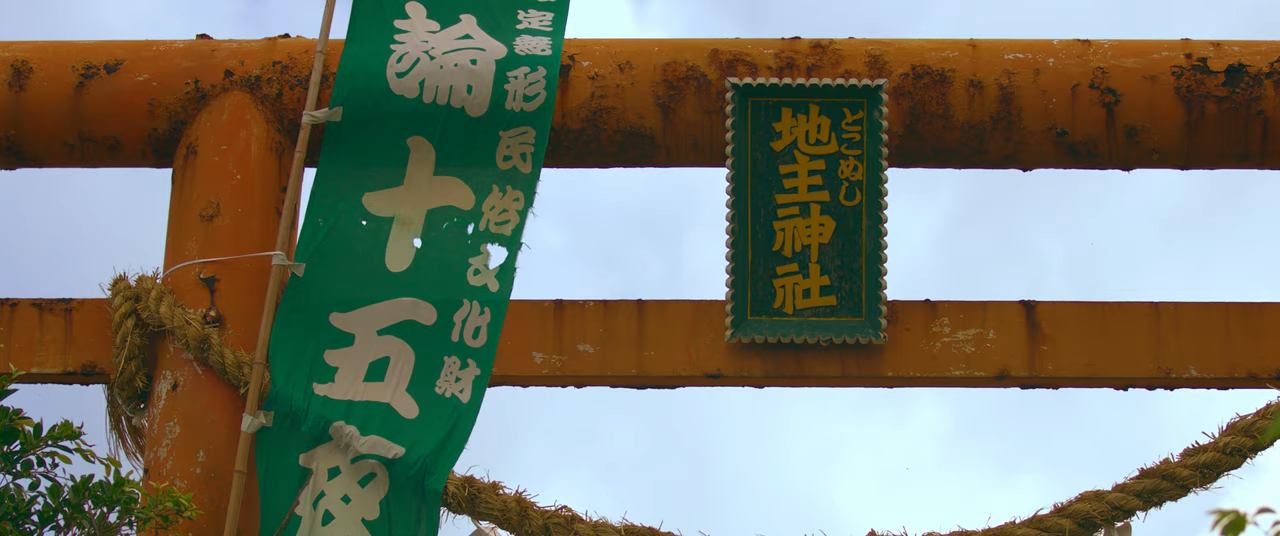 定無形民俗文化財
輪十五夜
とこぬし
地主神社